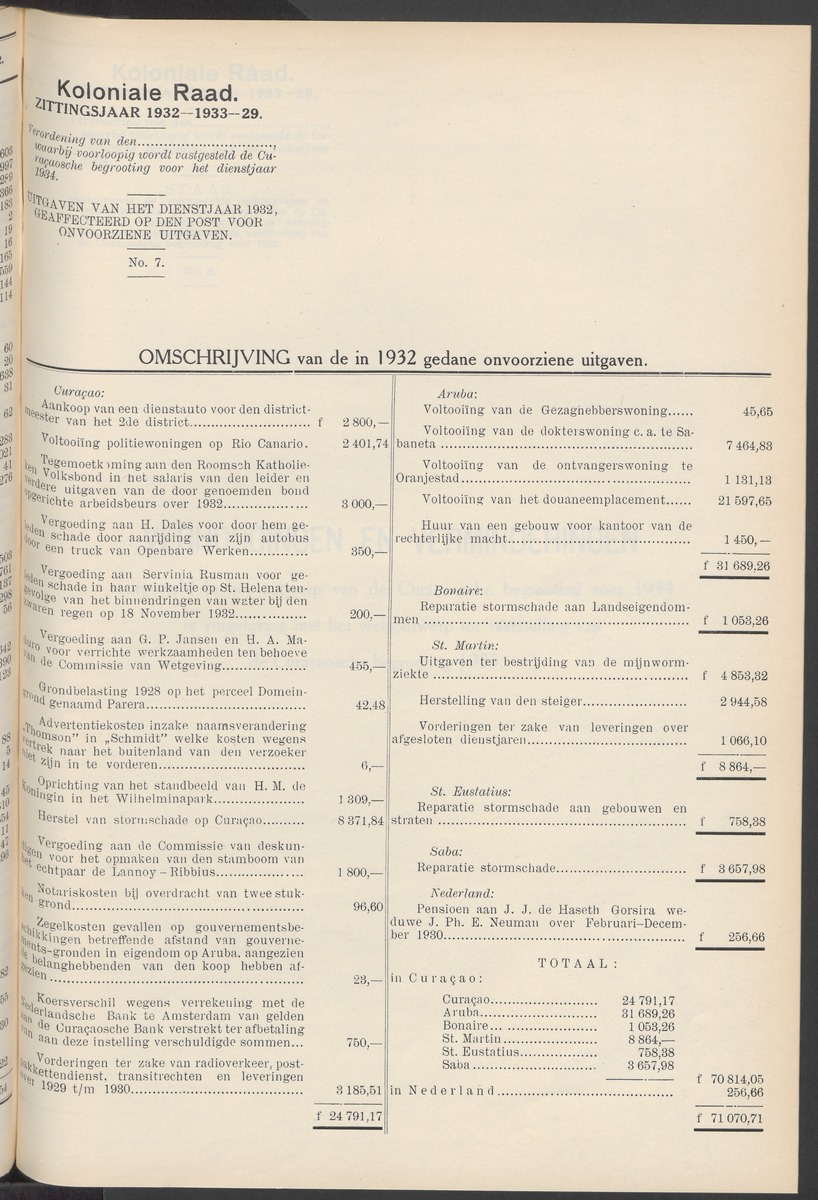 Koloniale Raad.
ZITTINGSJAAR 1932—1933—29.
Verordening van den..............................,
waarbij voorloopig wordt vastgesteld de Cu-
raçaosche begrooting voor het dienstjaar
1934.
UITGAVEN VAN HET DIENSTJAAR 1932,
GEAFFECTEERD OP DEN POST VOOR
ONVOORZIENE UITGAVEN.
No. 7.
OMSCHRIJVING van de in 1932 gedane onvoorziene uitgaven.
Curaçao:
Aankoop van een dienstauto voor den district-
meester van het 2de district........................... f 2 800,—
Voltooiïng politiewoningen op Rio Canario. 2 401,74
Tegemoetkoming aan den Roomsch Katholie-
ken Volksbond in het salaris van den leider en
verdere uitgaven van de door genoemden bond
opgerichte arbeidsbeurs over 1932.................. 3 000,—
Vergoeding aan H. Dales voor door hem ge-
leden schade door aanrijding van zijn autobus
door een truck van Openbare Werken............ 350,—
Vergoeding aan Servinia Rusman voor ge-
leden schade in haar winkeltje op St. Helena ten-
gevolge van het binnendringen van water bij den
zwaren regen op 18 November 1932............... 200,—
Vergoeding aan G. P. Jansen en H. A. Ma-
duro voor verrichte werkzaamheden ten behoeve
van de Commissie van Wetgeving.................. 455,—
Grondbelasting 1928 op het perceel Domein-
grond genaamd Parera.................................... 42,48
Advertentiekosten inzake naamsverandering
„Thomson” in „Schmidt” welke kosten wegens
vertrek naar het buitenland van den verzoeker
niet zijn in te vorderen.................................... 6,—
Oprichting van het standbeeld van H. M. de
Koningin in het Wilhelminapark.................... 1 309,—
Herstel van stormschade op Curaçao.......... 8 371,84
Vergoeding aan de Commissie van deskun-
digen voor het opmaken van den stamboom van
het echtpaar de Lannoy-Ribbius.................. 1 800,—
Notariskosten bij overdracht van twee stuk-
ken grond.................................................... 96,60
Zegelkosten gevallen op gouvernementsbe-
schikkingen betreffende afstand van gouverne-
ments-gronden in eigendom op Aruba. aangezien
de belanghebbenden van den koop hebben af-
gezien.......................................................... 23,—
Koersverschil wegens verrekening met de
Nederlandsche Bank te Amsterdam van gelden
aan de Curaçaosche Bank verstrekt ter afbetaling
van aan deze instelling verschuldigde sommen... 750,—
Vorderingen ter zake van radioverkeer, post-
pakkettendienst, transitrechten en leveringen
over 1929 t/m 1930.......................................... 3 185,51
f 24 791,17
Aruba:
Voltooiïng van de Gezaghebberswoning...... 45,65
Voltooiïng van de dokterswoning c. a. te Sa-
baneta ........................................................ 7 464,83
Voltooiïng van de ontvangerswoning te
Oranjestad.................................................... 1 131,13
Voltooiïng van het douaneemplacement...... 21 597,65
Huur van een gebouw voor kantoor van de
rechterlijke macht.......................................... 1 450,—
f 31 689,26
Bonaire:
Reparatie stormschade aan Landseigendom-
men ............................................................ f 1 053,26
St. Martin:
Uitgaven ter bestrijding van de mijnworm-
ziekte .......................................................... f 4 853,32
Herstelling van den steiger........................ 2 944,58
Vorderingen ter zake van leveringen over
afgesloten dienstjaren.................................... 1 066,10
f 8 864,—
St. Eustatius:
Reparatie stormschade aan gebouwen en
straten ........................................................ f 758,38
Saba:
Reparatie stormschade.............................. f 3 657,98
Nederland:
Pensioen aan J. J. de Haseth Gorsira we-
duwe J. Ph. E. Neuman over Februari-Decem-
ber 1930...................................................... f 256,66
TOTAAL:
in Curaçao:
Curaçao........................ 24 791,17
Aruba.......................... 31 689,26
Bonaire... .................... 1 053,26
St. Martin.................... 8 864,—
St. Eustatius................ 758,38
Saba............................ 3 657,98
f 70 814,05
in Nederland........................................ 256,66
f 71 070,71